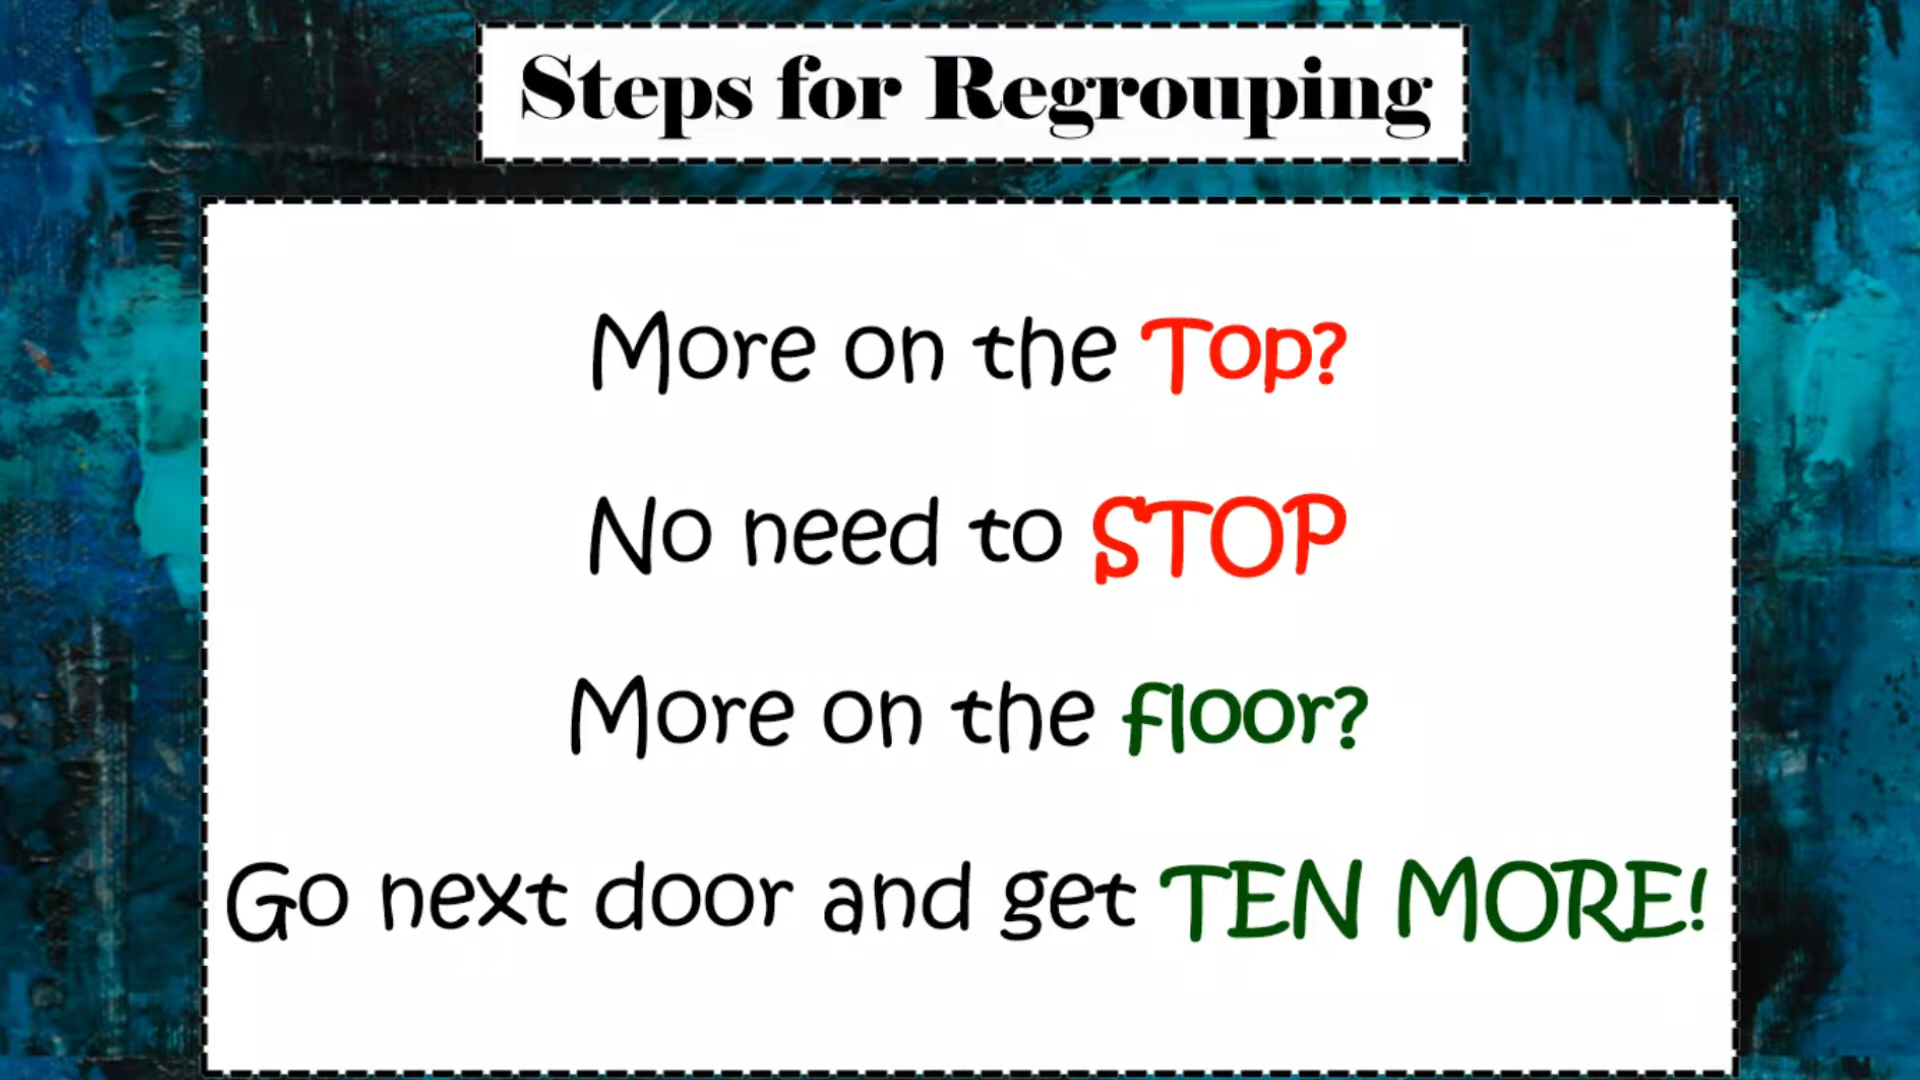 Steps for Regrouping
More on the Top?
No need to STOP
More on the floor?
Go next door and get TEN MORE!